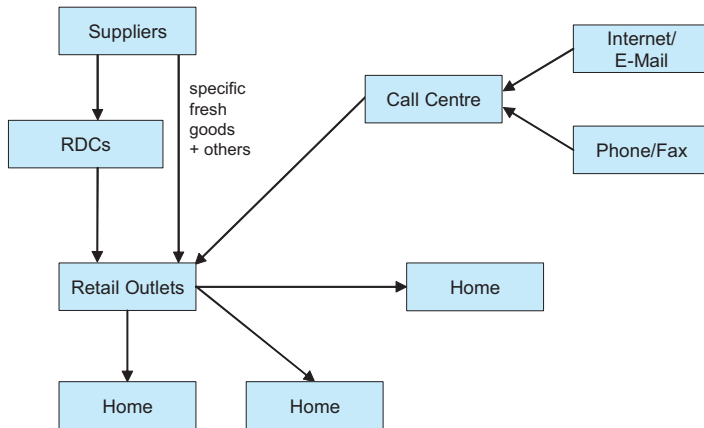 Suppliers
Internet/
E-Mail
specific
fresh
goods
+ others
Call Centre
RDCs
Phone/Fax
Retail Outlets
Home
Home
Home